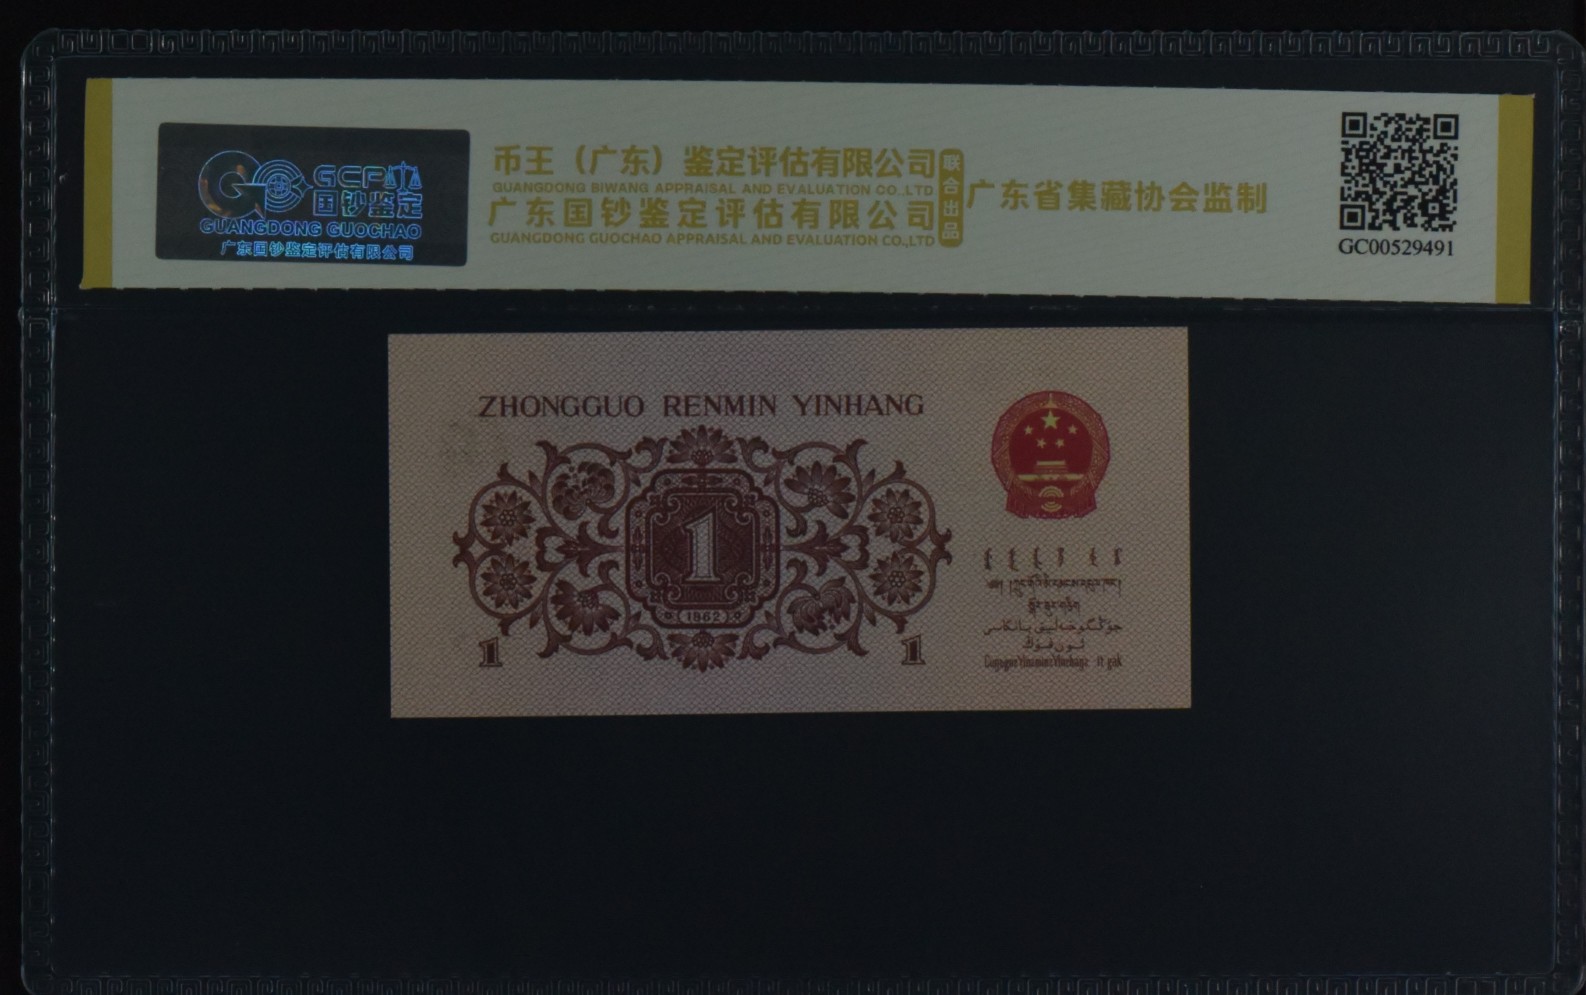 GCP
国钞鉴定
GUANGDONG GUOCHAO
广东国钞鉴定评估有限公司
币王（广东）鉴定评估有限公司
GUANGDONG BIWANG APPRAISAL AND EVALUATION CO.,LTD
广东国钞鉴定评估有限公司
GUANGDONG GUOCHAO APPRAISAL AND EVALUATION CO.,LTD
联合出品
广东省集藏协会监制
GC00529491
ZHONGGUO RENMIN YINHANG
1
(1962)
1
1